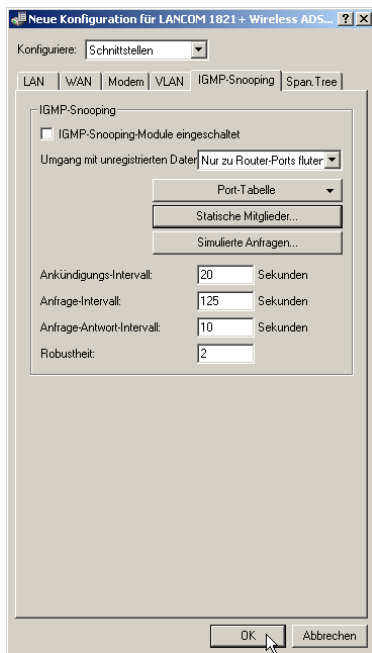 Neue Konfiguration für LANCOM 1821+ Wireless ADS...
Konfiguriere: Schnittstellen
LAN WAN Modem VLAN IGMP-Snooping Span.Tree
IGMP-Snooping
IGMP-Snooping-Module eingeschaltet
Umgang mit unregistrierten Daten Nur zu Router-Ports fluten
Port-Tabelle
Statische Mitglieder...
Simulierte Anfragen...
Ankündigungs-Intervall: 20 Sekunden
Anfrage-Intervall: 125 Sekunden
Anfrage-Antwort-Intervall: 10 Sekunden
Robustheit: 2
OK Abbrechen